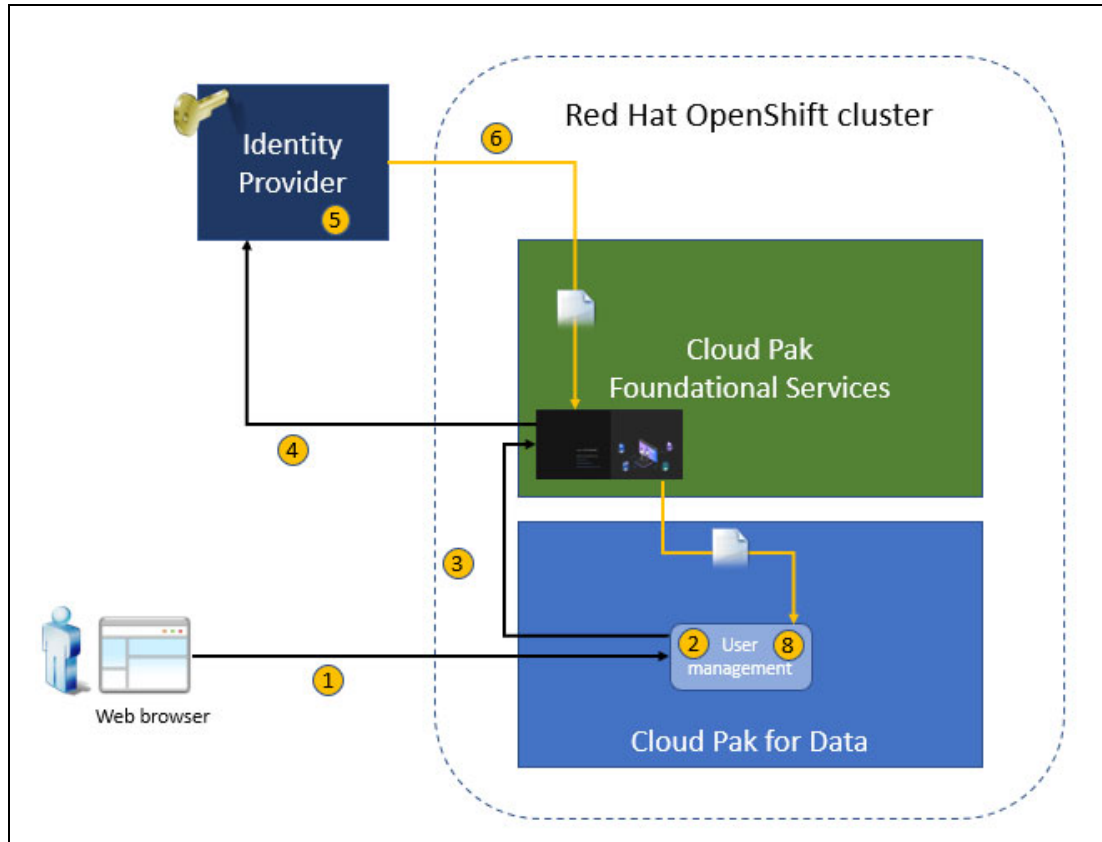 Red Hat OpenShift cluster
6
Identity
Provider
5
Cloud Pak
Foundational Services
4
3
2
User
management
8
1
Web browser
Cloud Pak for Data